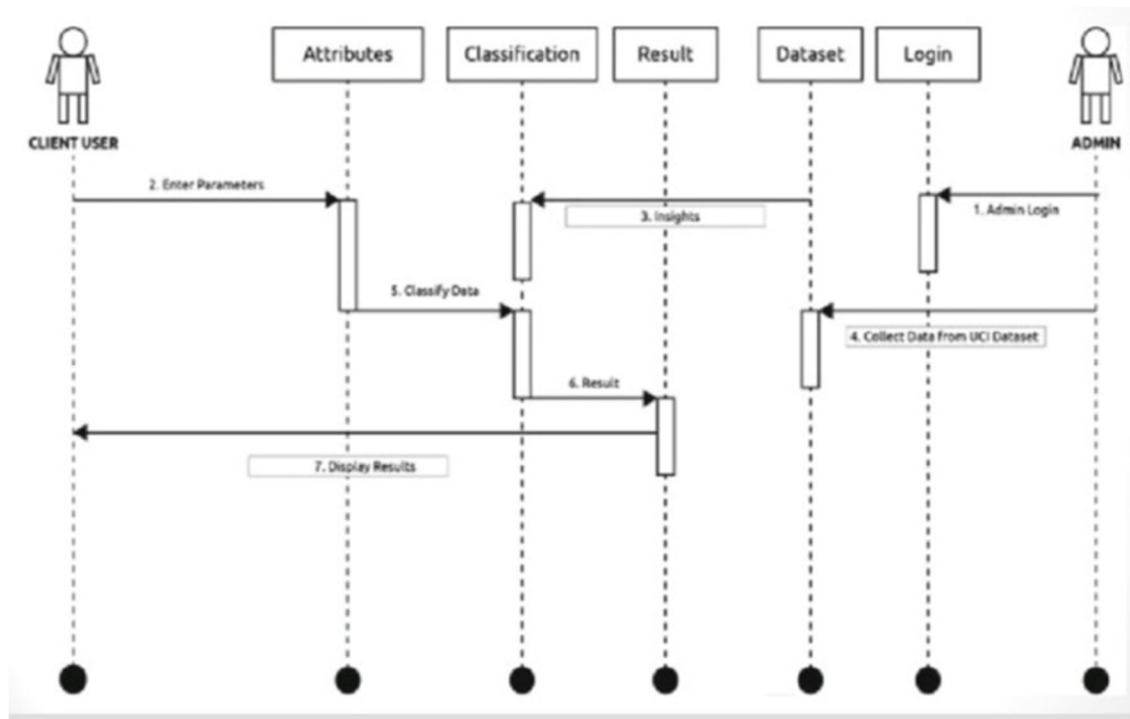 Attributes
Classification
Result
Dataset
Login
CLIENT USER
ADMIN
2. Enter Parameters
3. Insights
1. Admin Login
5. Classify Data
4. Collect Data from UCI Dataset
6. Result
7. Display Results